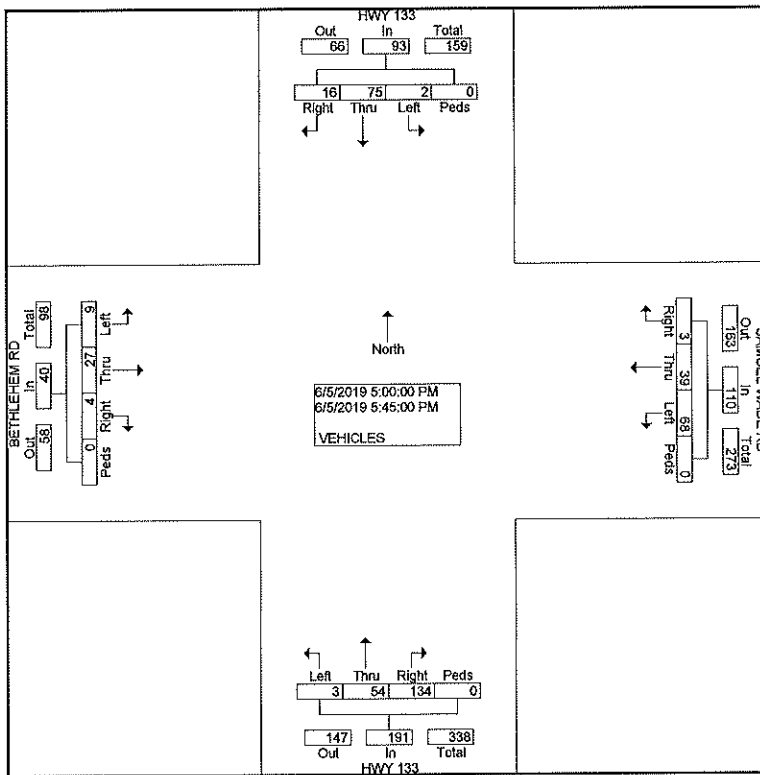 HWY 133
Out In Total
66 93 159
16 75 2 0
Right Thru Left Peds
BETHLEHEM RD
Total In Out
98 40 58
9 27 4 0
Left Thru Right Peds
North
6/5/2019 5:00:00 PM
6/5/2019 5:45:00 PM
VEHICLES
Right Thru Left Peds
3 39 68 0
163 110 273
Out In Total
Left Thru Right Peds
3 54 134 0
147 191 338
Out In Total
HWY 133